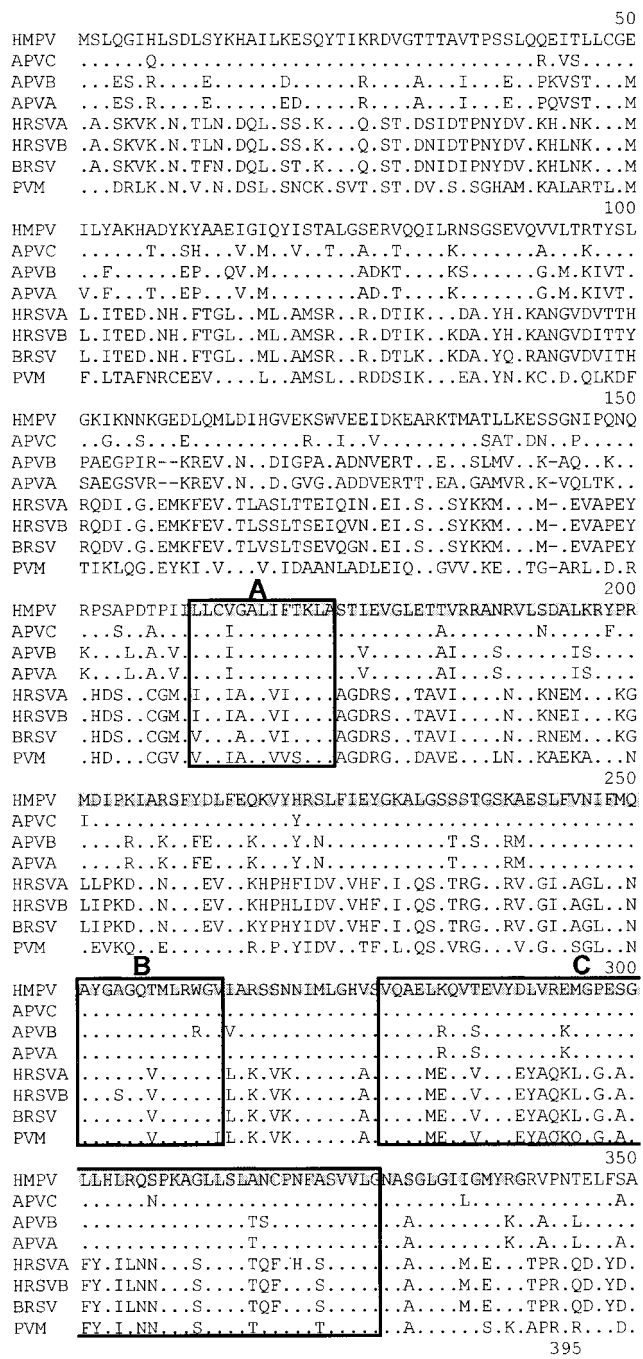 50
HMPV MSLQGIHLSDLSYKHAILKESQYTIKRDVGTTTAVTPSSLQQEITLLCGE
APVC .....Q...................................R.VS.....
APVB ...ES.R...E......D......R....A...I...E..PKVST...M
APVA ...ES.R...E......ED.....R....A...I...E..PQVST...M
HRSVA .A.SKVK.N.TLN.DQL.SS.K...Q.ST.DSIDTPNYDV.KH.NK...M
HRSVB .A.SKVK.N.TLN.DQL.SS.K...Q.ST.DNIDTPNYDV.KHLNK...M
BRSV .A.SKVK.N.TFN.DQL.ST.K...Q.ST.DNIDIPNYDV.KHLNK...M
PVM ...DRLK.N.V.N.DSL.SNCK.SVT.ST.DV.S.SGHAM.KALARTL.M
100
HMPV ILYAKHADYKYAAEIGIQYISTALGSERVQQILRNSGSEVQVVLTRTYSL
APVC ......T..SH...V.M..V..T..A..T....K.......A...K....
APVB ..F......EP..QV.M.......ADKT.....KS......G.M.KIVT.
APVA V.F...T..EP...V.M.......AD.T.....K.......G.M.KIVT.
HRSVA L.ITED.NH.FTGL..ML.AMSR..R.DTIK..KDA.YH.KANGVDVTTH
HRSVB L.ITED.NH.FTGL..ML.AMSR..R.DTIK..KDA.YH.KANGVDITTY
BRSV L.ITED.NH.FTGL..ML.AMSR..R.DTLK..KDA.YQ.RANGVDVITH
PVM F.LTAFNRCEEV....L..AMSL..RDDSIK..KEA.YN.KC.D.QLKDF
150
HMPV GKIKNNKGEDLQMLDIHGVEKSWVEEIDKEARKTMATLLKESSGNIPQNQ
APVC ..G..S...E..........R..I..V.........SAT.DN..P.....
APVB PAEGPIR--KREV.N..DIGPA.ADNVERT..E..SLMV..K-AQ..K..
APVA SAEGSVR--KREV.N..DGVG.ADDVERTT.EA.GAMVR.K-VQLTK..
HRSVA RQDI.G.EMKFEV.TLASLTTEIQIN.EI.S..SYKKM...M-.EVAPEY
HRSVB RQDI.G.EMKFEV.TLSSLTSEIQVN.EI.S..SYKKM...M-.EVAPEY
BRSV RQDV.G.EMKFEV.TLVSLTSEVQGN.EI.S..SYKKM...M-.EVAPEY
PVM TIKLQG.EYKI.V...V.IDAANLADLEIQ..GVV.KE..TG-ARL.D.R
200
A
HMPV RPSAPDTPIILLCVGALIFTKLASTIEVGLETTVRRANRVLSDALKRYPR
APVC ..S..A.......I..................A.......N......F..
APVB K...L.A.V....I............V.....AI...S......IS....
APVA K...L.A.V....I............V.....AI...S......IS....
HRSVA .HDS..CGM.I..IA..VI....AGDRS..TAVI...N..KNEM...KG
HRSVB .HDS..CGM.I..IA..VI....AGDRS..TAVI...N..KNEI...KG
BRSV .HDS..CGM.V..IA..VI....AGDRS..TAVI...N..RNEM...KG
PVM .HD...CGV.V..IA..VVS...AGDRG..DAVE...LN..KAEKA...N
250
HMPV MDIPKIARSFYDLFEQKVYHRSLFIEYGKALGSSSTGSKAESLFVNIFMQ
APVC I...................Y.............................
APVB ....R..K..FE....K...Y.N...........T.S..RM.........
APVA ....R..K..FE....K...Y.N...........T....RM.........
HRSVA LLPKD..N...EV..KHPHFIDV.VHF.I.QS.TRG..RV.GI.AGL..N
HRSVB LIPKD..N...EV..KHPHLIDV.VHF.I.QS.TRG..RV.GI.AGL..N
BRSV LIPKD..N...EV..KYPHYIDV.VHF.I.QS.TRG..RV.GI.AGL..N
PVM .EVKQ..E........R.P.YIDV..TF.L.QS.VRG...V.G..SGL..N
300
B C
HMPV AYGAGQTMLRWGVIARSSNNIMLGHVSVQAELKQVTEVYDLVREMGPESG
APVC ..................................................
APVB ..........R..V..................R..S.......K......
APVA ................................R..S.......K......
HRSVA ......V......L.K.VK.......A.....ME..V...EYAQKL.G.A.
HRSVB ...S..V......L.K.VK.......A.....ME..V...EYAQKL.G.A.
BRSV ......V......L.K.VK.......A.....ME..V...EYAQKL.G.A.
PVM ......V.....LL.K.VK.......A.....ME..V...EYAQKQ.G.A.
350
HMPV LLHLRQSPKAGLLSLANCPNFASVVLGNASGLGIIGMYRGRVPNTELFSA
APVC ......N............................L............A.
APVB ................TS..............A.......K..A..L...
APVA ................T...............A.......K..A..L...
HRSVA FY.ILNN...S.....TQF..H.S........A....M.E...TPR.QD.YD.
HRSVB FY.ILNN...S.....TQF....S........A....M.E...TPR.QD.YD.
BRSV FY.ILNN...S.....TQF....S........A....M.E...TPR.QD.YD.
PVM FY.I.NN...S.....T......T........A......S.K.APR.R..D.
395